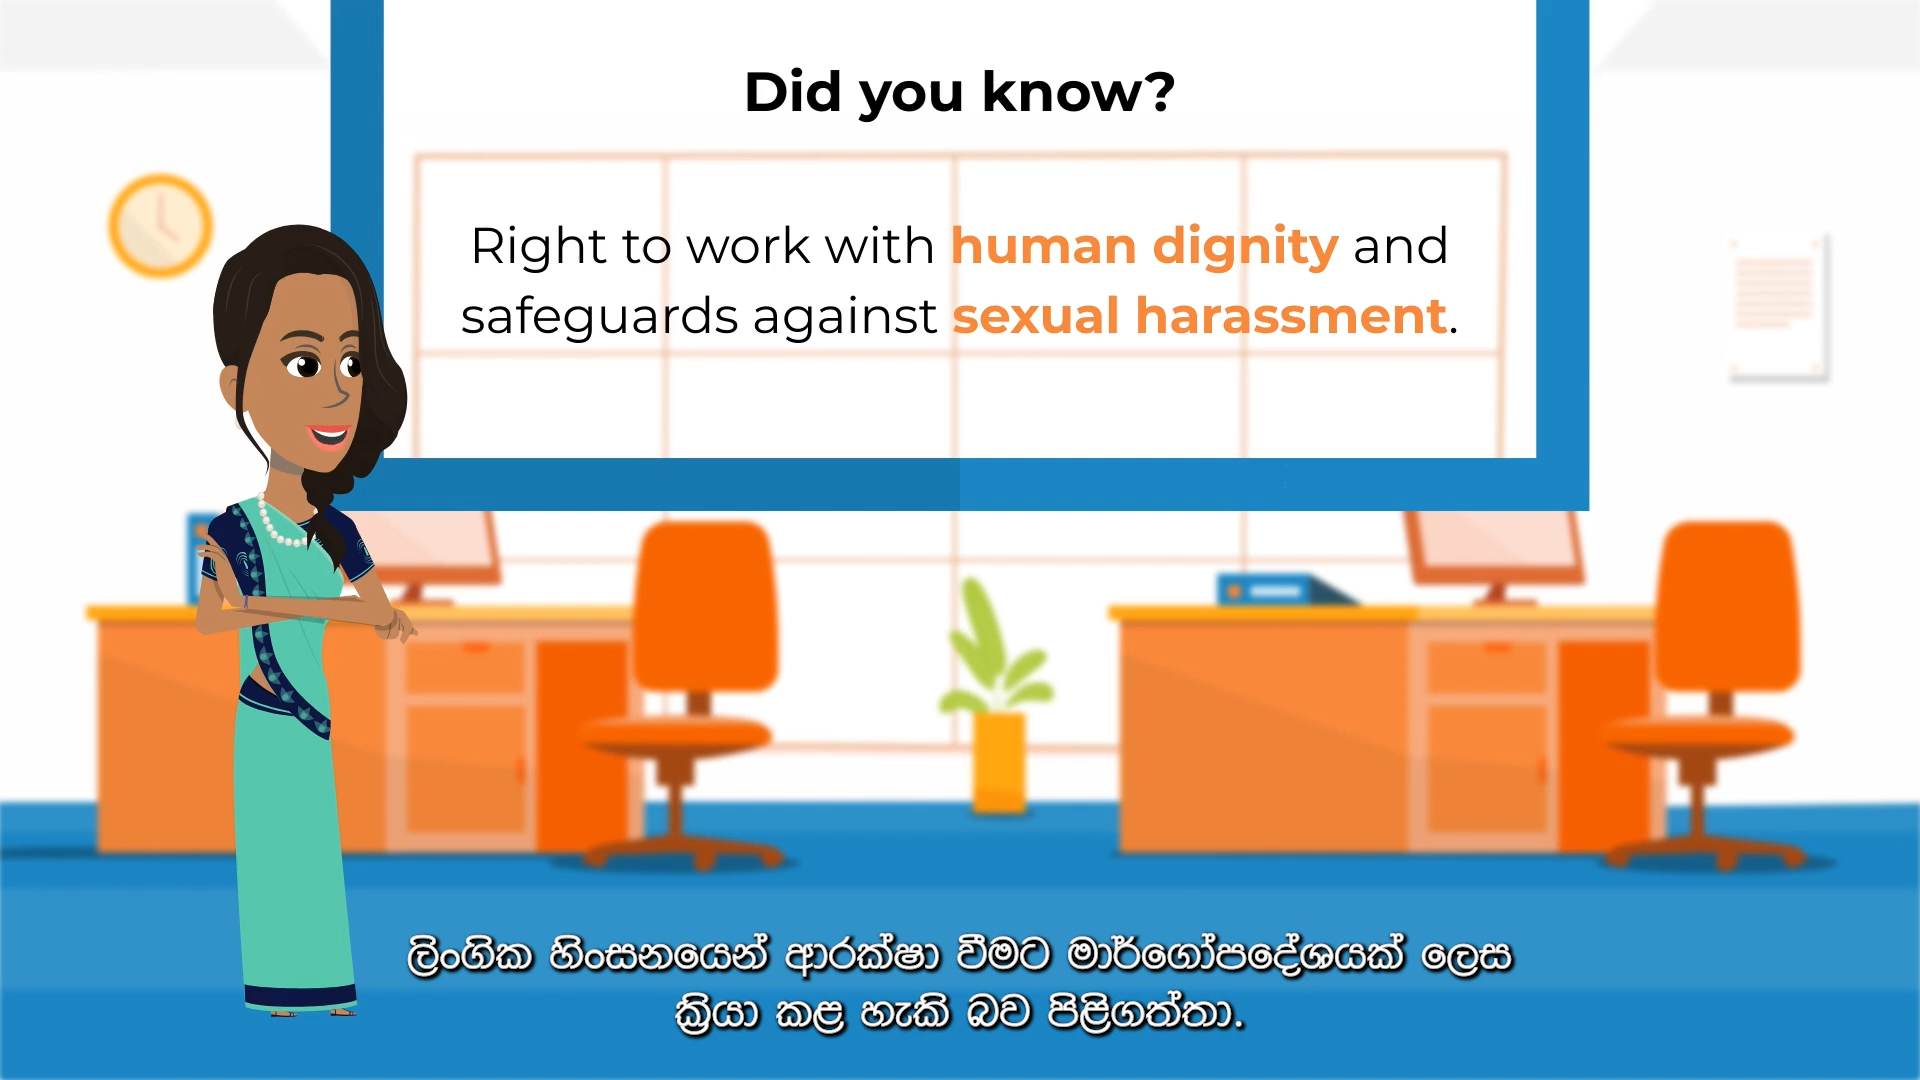 Did you know?
Right to work with human dignity and
safeguards against sexual harassment.
ලිංගික හිංසනයෙන් ආරක්ෂා වීමට මාර්ගෝපදේශයක් ලෙස
ක්‍රියා කළ හැකි බව පිළිගත්තා.